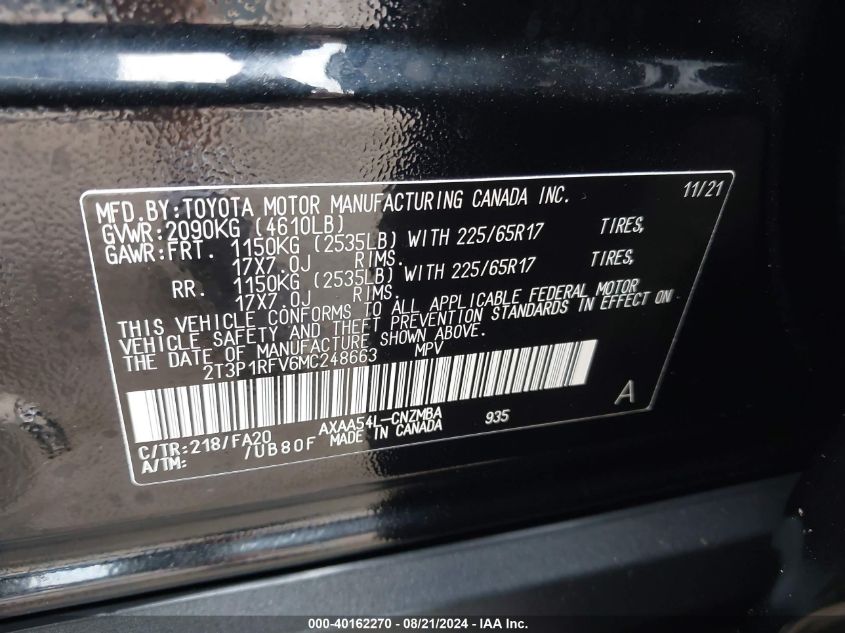 MFD.BY:TOYOTA MOTOR MANUFACTURING CANADA INC. 11/21
GVWR:2090KG (4610LB)
GAWR:FRT. 1150KG (2535LB) WITH 225/65R17 TIRES,
17X7.0J RIMS.
RR. 1150KG (2535LB) WITH 225/65R17 TIRES,
17X7.0J RIMS.
THIS VEHICLE CONFORMS TO ALL APPLICABLE FEDERAL MOTOR
VEHICLE SAFETY AND THEFT PREVENTION STANDARDS IN EFFECT ON
THE DATE OF MANUFACTURE SHOWN ABOVE.
2T3P1RFV6MC248663 MPV
A
C/TR:218/FA20 AXAA54L-CNZMBA 935
A/TM: /UB80F MADE IN CANADA
000-40162270 - 08/21/2024 - IAA Inc.